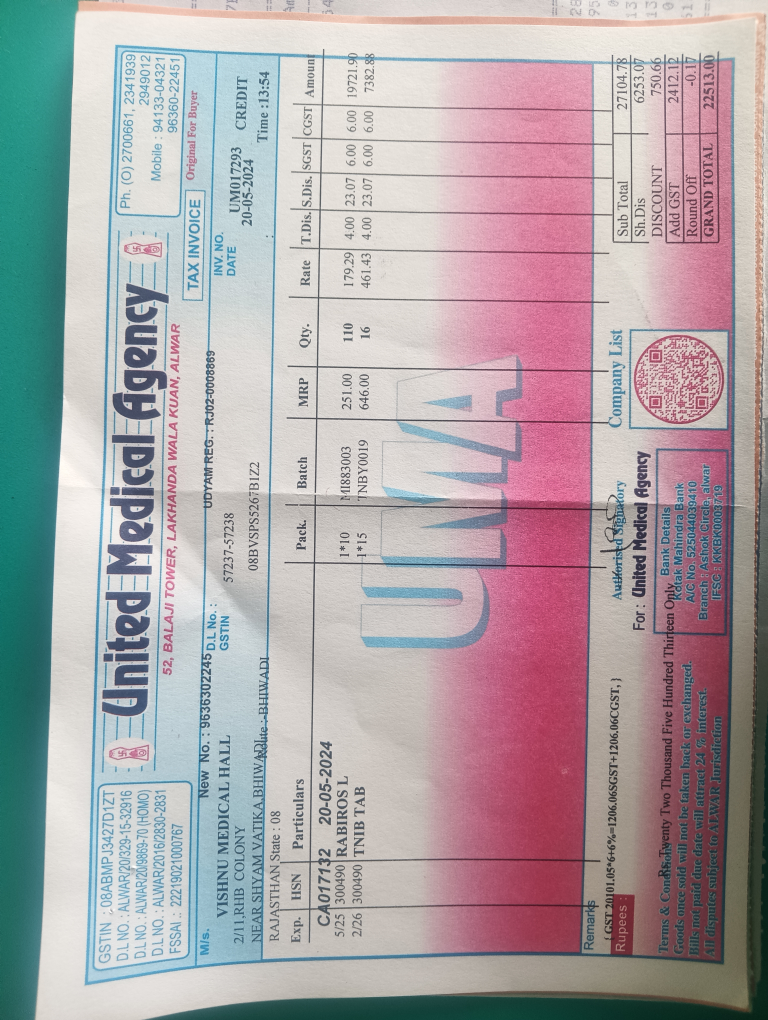 GSTIN : 08ABMPJ3427D1Z1
D.L NO. : ALWAR/20/329-15-32916
D.L NO. : ALWAR/20/9869-70 (HOMO)
D.L NO. : ALWAR/2016/2830-2831
FSSAI. : 22219021000767
United Medical Agency
52, BALAJI TOWER, LAKHANDA WALA KUAN, ALWAR
Ph. (O) 2700661, 2341939
2949012
Mobile : 94133-04321
96360-22451
TAX INVOICE
Original For Buyer
New No. : 9636302245
UDYAM REG. : RJ02-0008869
M/s.
VISHNU MEDICAL HALL
2/11,RHB COLONY
NEAR SHYAM VATIKA,BHIWADI
Route :-BHIWADI
RAJASTHAN State : 08
D.L No. : 57237-57238
GSTIN 08BVSPS5267B1Z2
INV. NO. UM017293 CREDIT
DATE 20-05-2024
: Time :13:54
Exp. HSN Particulars Pack. Batch MRP Qty. Rate T.Dis. S.Dis. SGST CGST Amount
CA017132 20-05-2024
5/25 300490 RABIROS L 1*10 MI883003 251.00 110 179.29 4.00 23.07 6.00 6.00 19721.90
2/26 300490 TNIB TAB 1*15 TNBY0019 646.00 16 461.43 4.00 23.07 6.00 6.00 7382.88
UMA
Remarks
{ GST 20101.05*6+6%=1206.06SGST+1206.06CGST, }
Rupees :
Rs. Twenty Two Thousand Five Hundred Thirteen Only
Terms & Conditions
Goods once sold will not be taken back or exchanged.
Bills not paid due date will attract 24 % interest.
All disputes subject to ALWAR Jurisdiction
Authorised Signatory
For : United Medical Agency
Bank Details
Kotak Mahindra Bank
A/C No. 525044039410
Branch : Ashok Circle, alwar
IESC : KKBK0003719
Company List
Sub Total 27104.78
Sh.Dis 6253.07
DISCOUNT 750.66
Add GST 2412.12
Round Off -0.17
GRAND TOTAL 22513.00